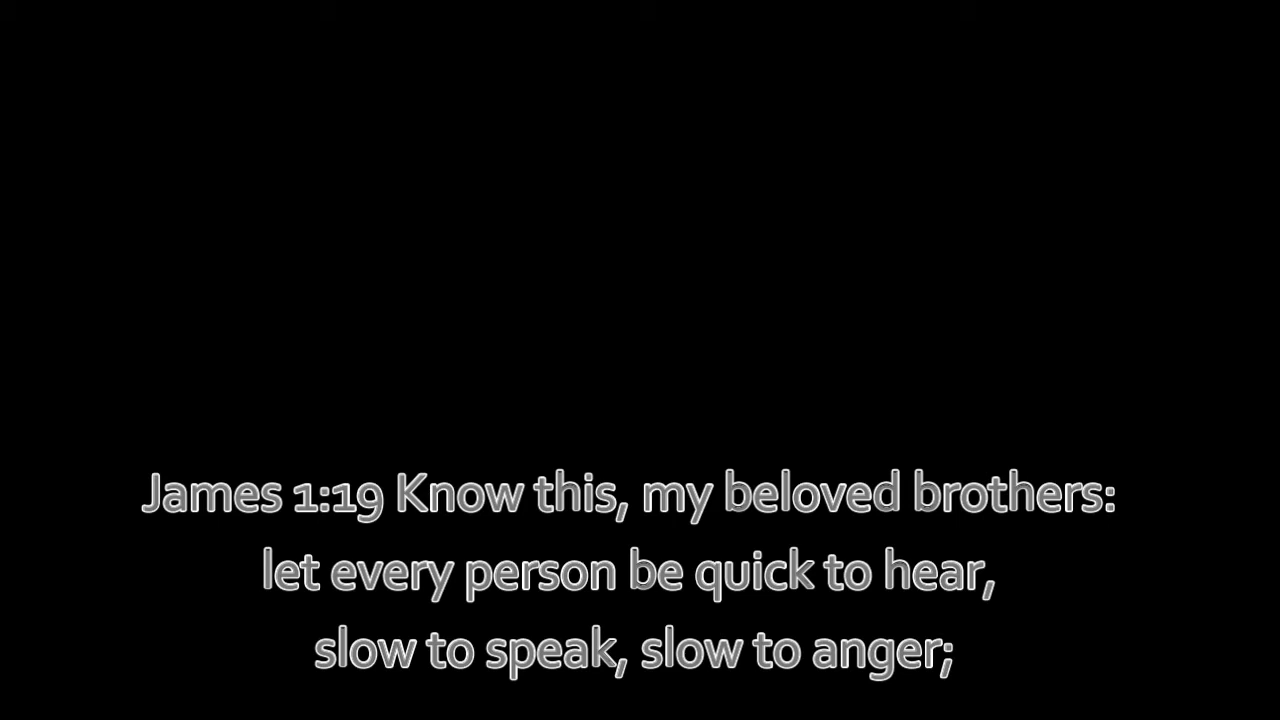 James 1:19 Know this, my beloved brothers:
let every person be quick to hear,
slow to speak, slow to anger;